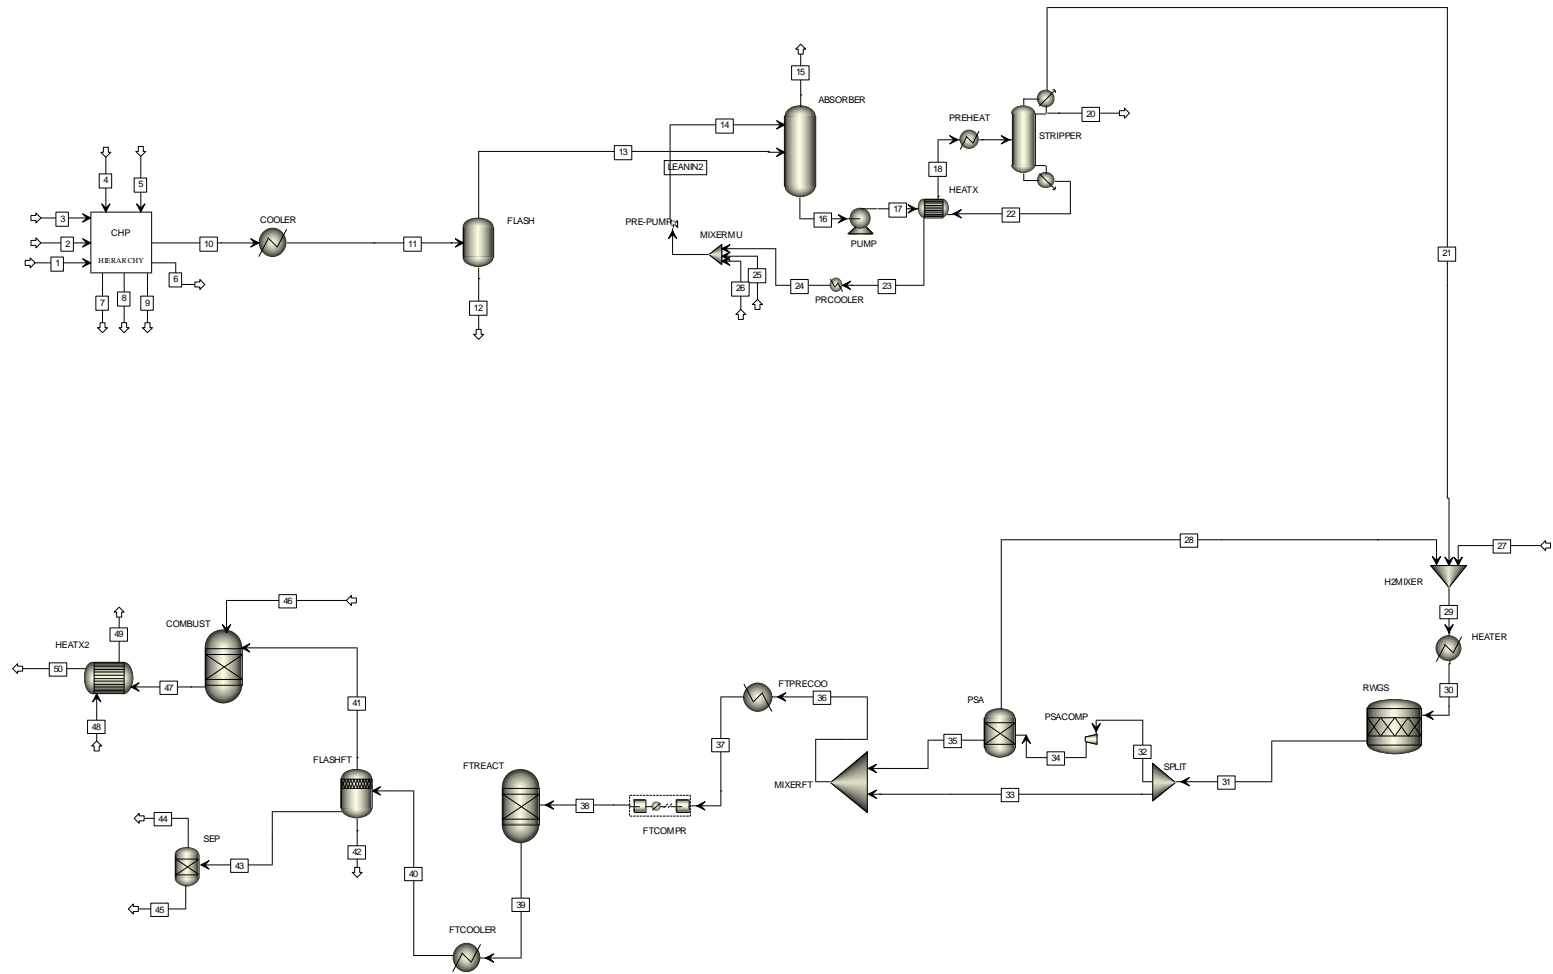 15
ABSORBER
14
PREHEAT
20
STRIPPER
4
5
13
LEANIN2
18
HEATX
3
COOLER
FLASH
CHP
2
10
11
PRE-PUMP
16
17
22
PUMP
MIXERMU
21
HIERARCHY
1
6
25
26
24
23
PRCOOLER
7
8
9
12
28
27
H2MIXER
29
HEATER
46
COMBUST
49
HEATX2
50
47
48
41
FTPRECOO
36
PSA
PSACOMP
RWGS
30
37
35
34
32
SPLIT
31
FLASHFT
FTREACT
MIXERFT
33
38
FTCOMPR
44
SEP
43
42
40
45
39
FTCOOLER